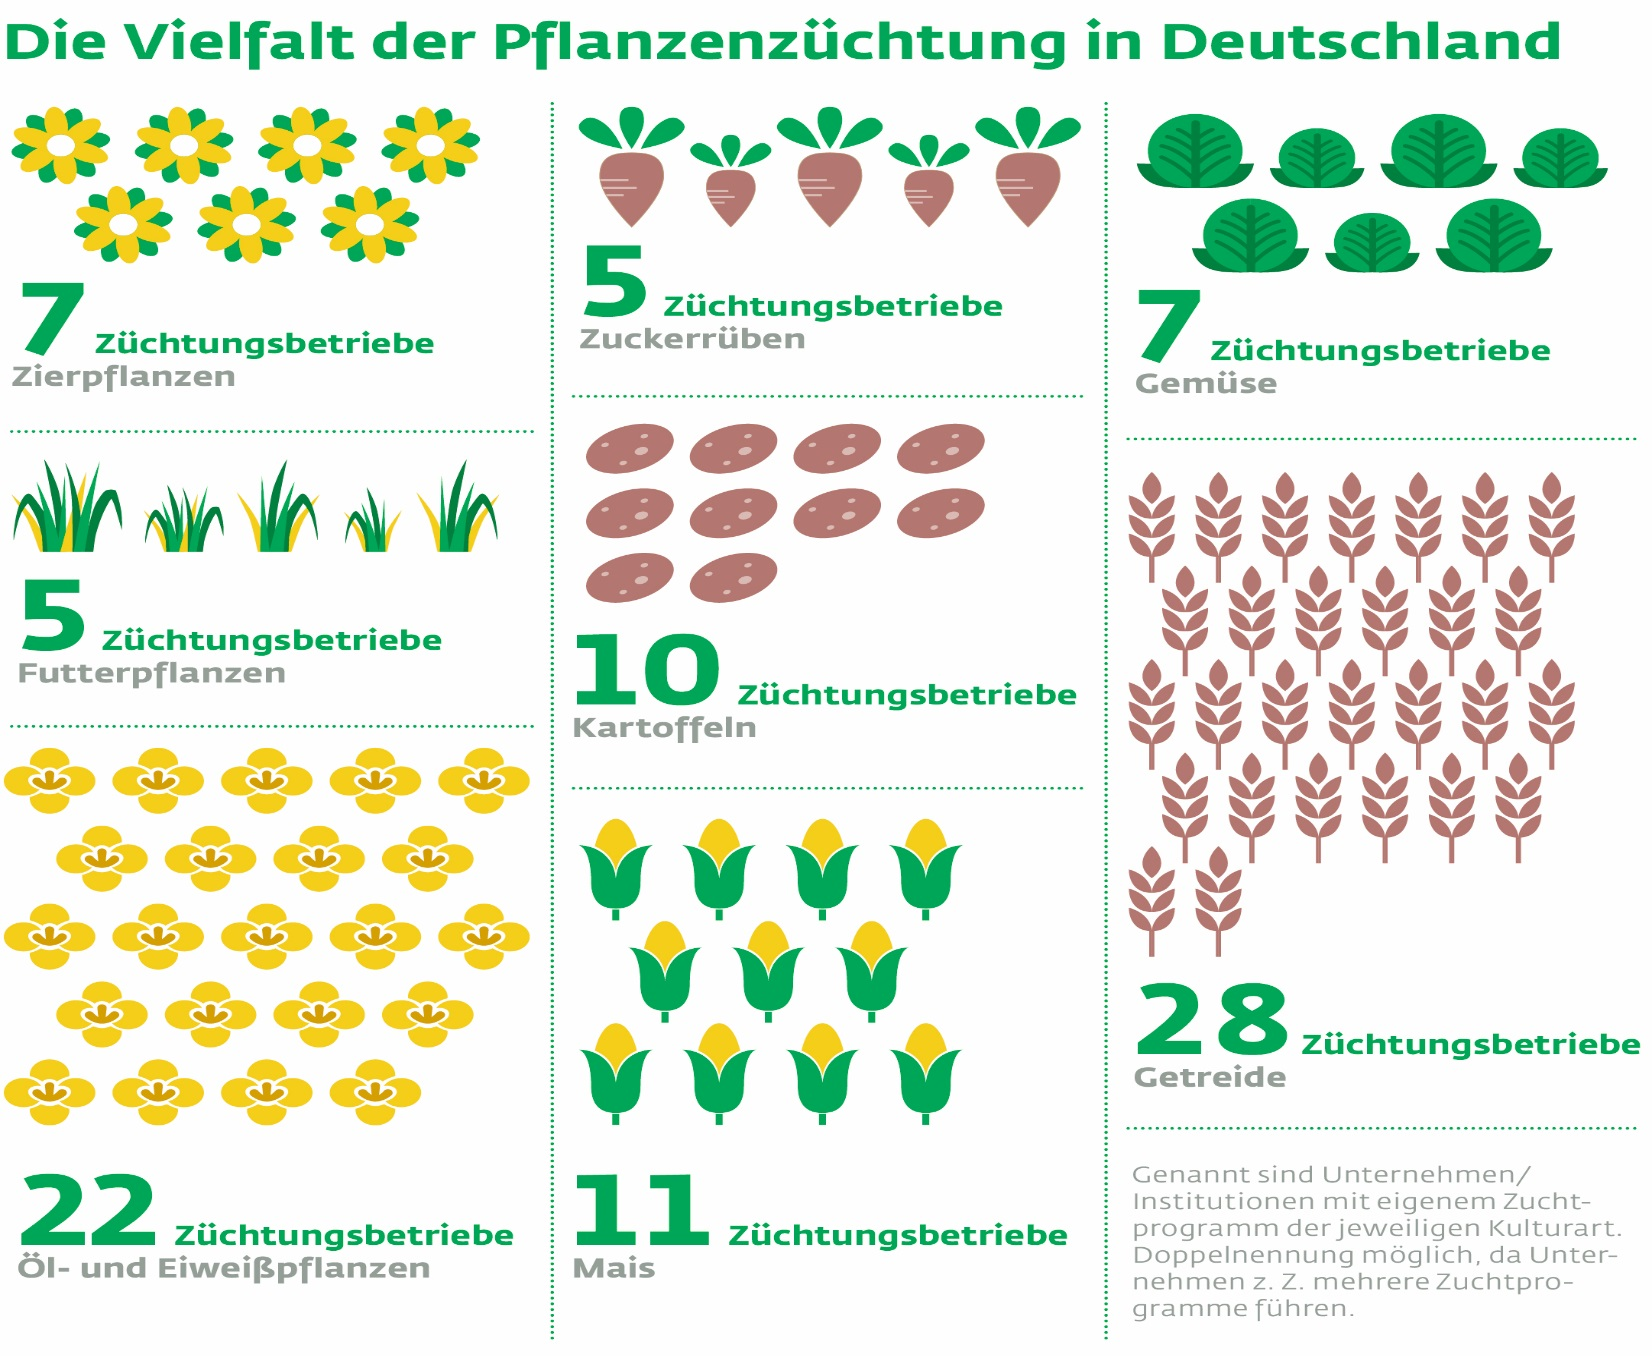 Die Vielfalt der Pflanzenzüchtung in Deutschland
7 Züchtungsbetriebe
Zierpflanzen
5 Züchtungsbetriebe
Futterpflanzen
22 Züchtungsbetriebe
Öl- und Eiweißpflanzen
5 Züchtungsbetriebe
Zuckerrüben
10 Züchtungsbetriebe
Kartoffeln
11 Züchtungsbetriebe
Mais
7 Züchtungsbetriebe
Gemüse
28 Züchtungsbetriebe
Getreide
Genannt sind Unternehmen/
Institutionen mit eigenem Zucht-
programm der jeweiligen Kulturart.
Doppelnennung möglich, da Unter-
nehmen z. Z. mehrere Zuchtpro-
gramme führen.